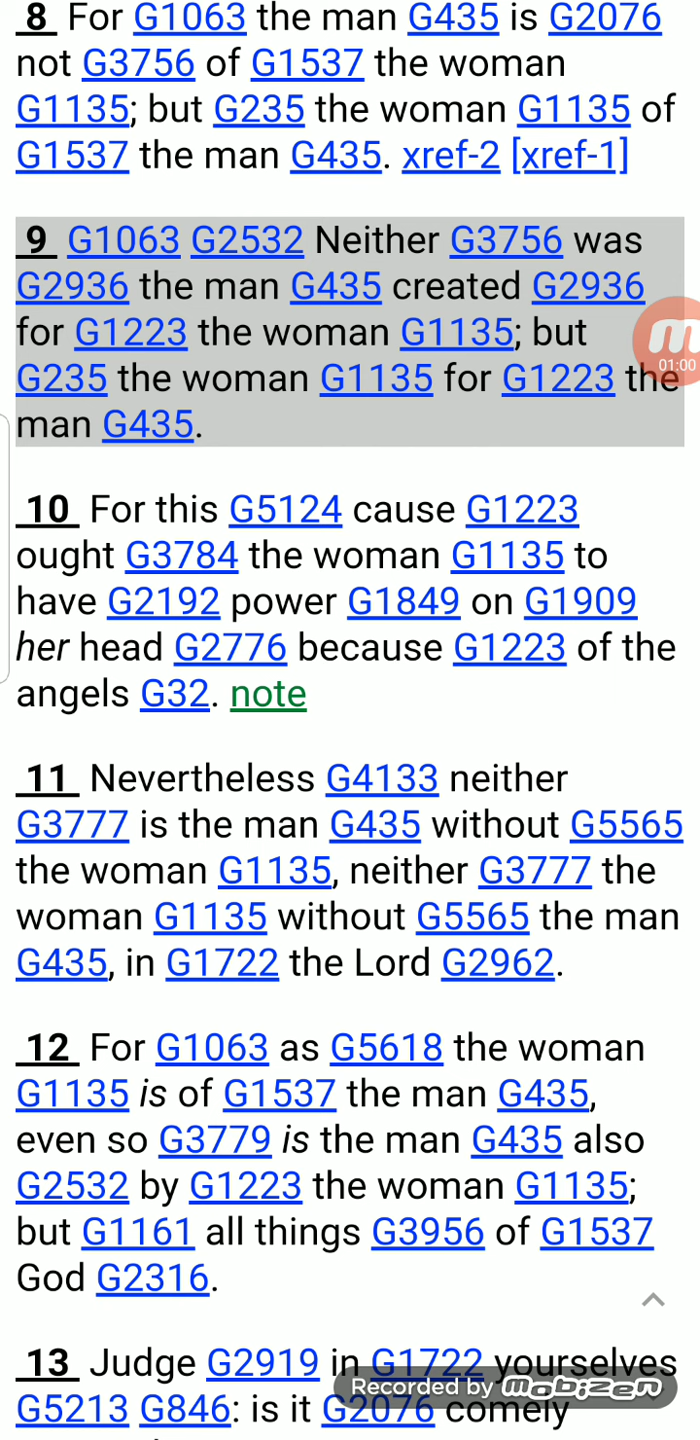 8 For G1063 the man G435 is G2076
not G3756 of G1537 the woman
G1135; but G235 the woman G1135 of
G1537 the man G435. xref-2 [xref-1]
9 G1063 G2532 Neither G3756 was
G2936 the man G435 created G2936
for G1223 the woman G1135; but
01:00
G235 the woman G1135 for G1223 the
man G435.
10 For this G5124 cause G1223
ought G3784 the woman G1135 to
have G2192 power G1849 on G1909
her head G2776 because G1223 of the
angels G32. note
11 Nevertheless G4133 neither
G3777 is the man G435 without G5565
the woman G1135, neither G3777 the
woman G1135 without G5565 the man
G435, in G1722 the Lord G2962.
12 For G1063 as G5618 the woman
G1135 is of G1537 the man G435,
even so G3779 is the man G435 also
G2532 by G1223 the woman G1135;
but G1161 all things G3956 of G1537
God G2316.
13 Judge G2919 in G1722 yourselves
Recorded by mobizen
G5213 G846: is it G2076 comely